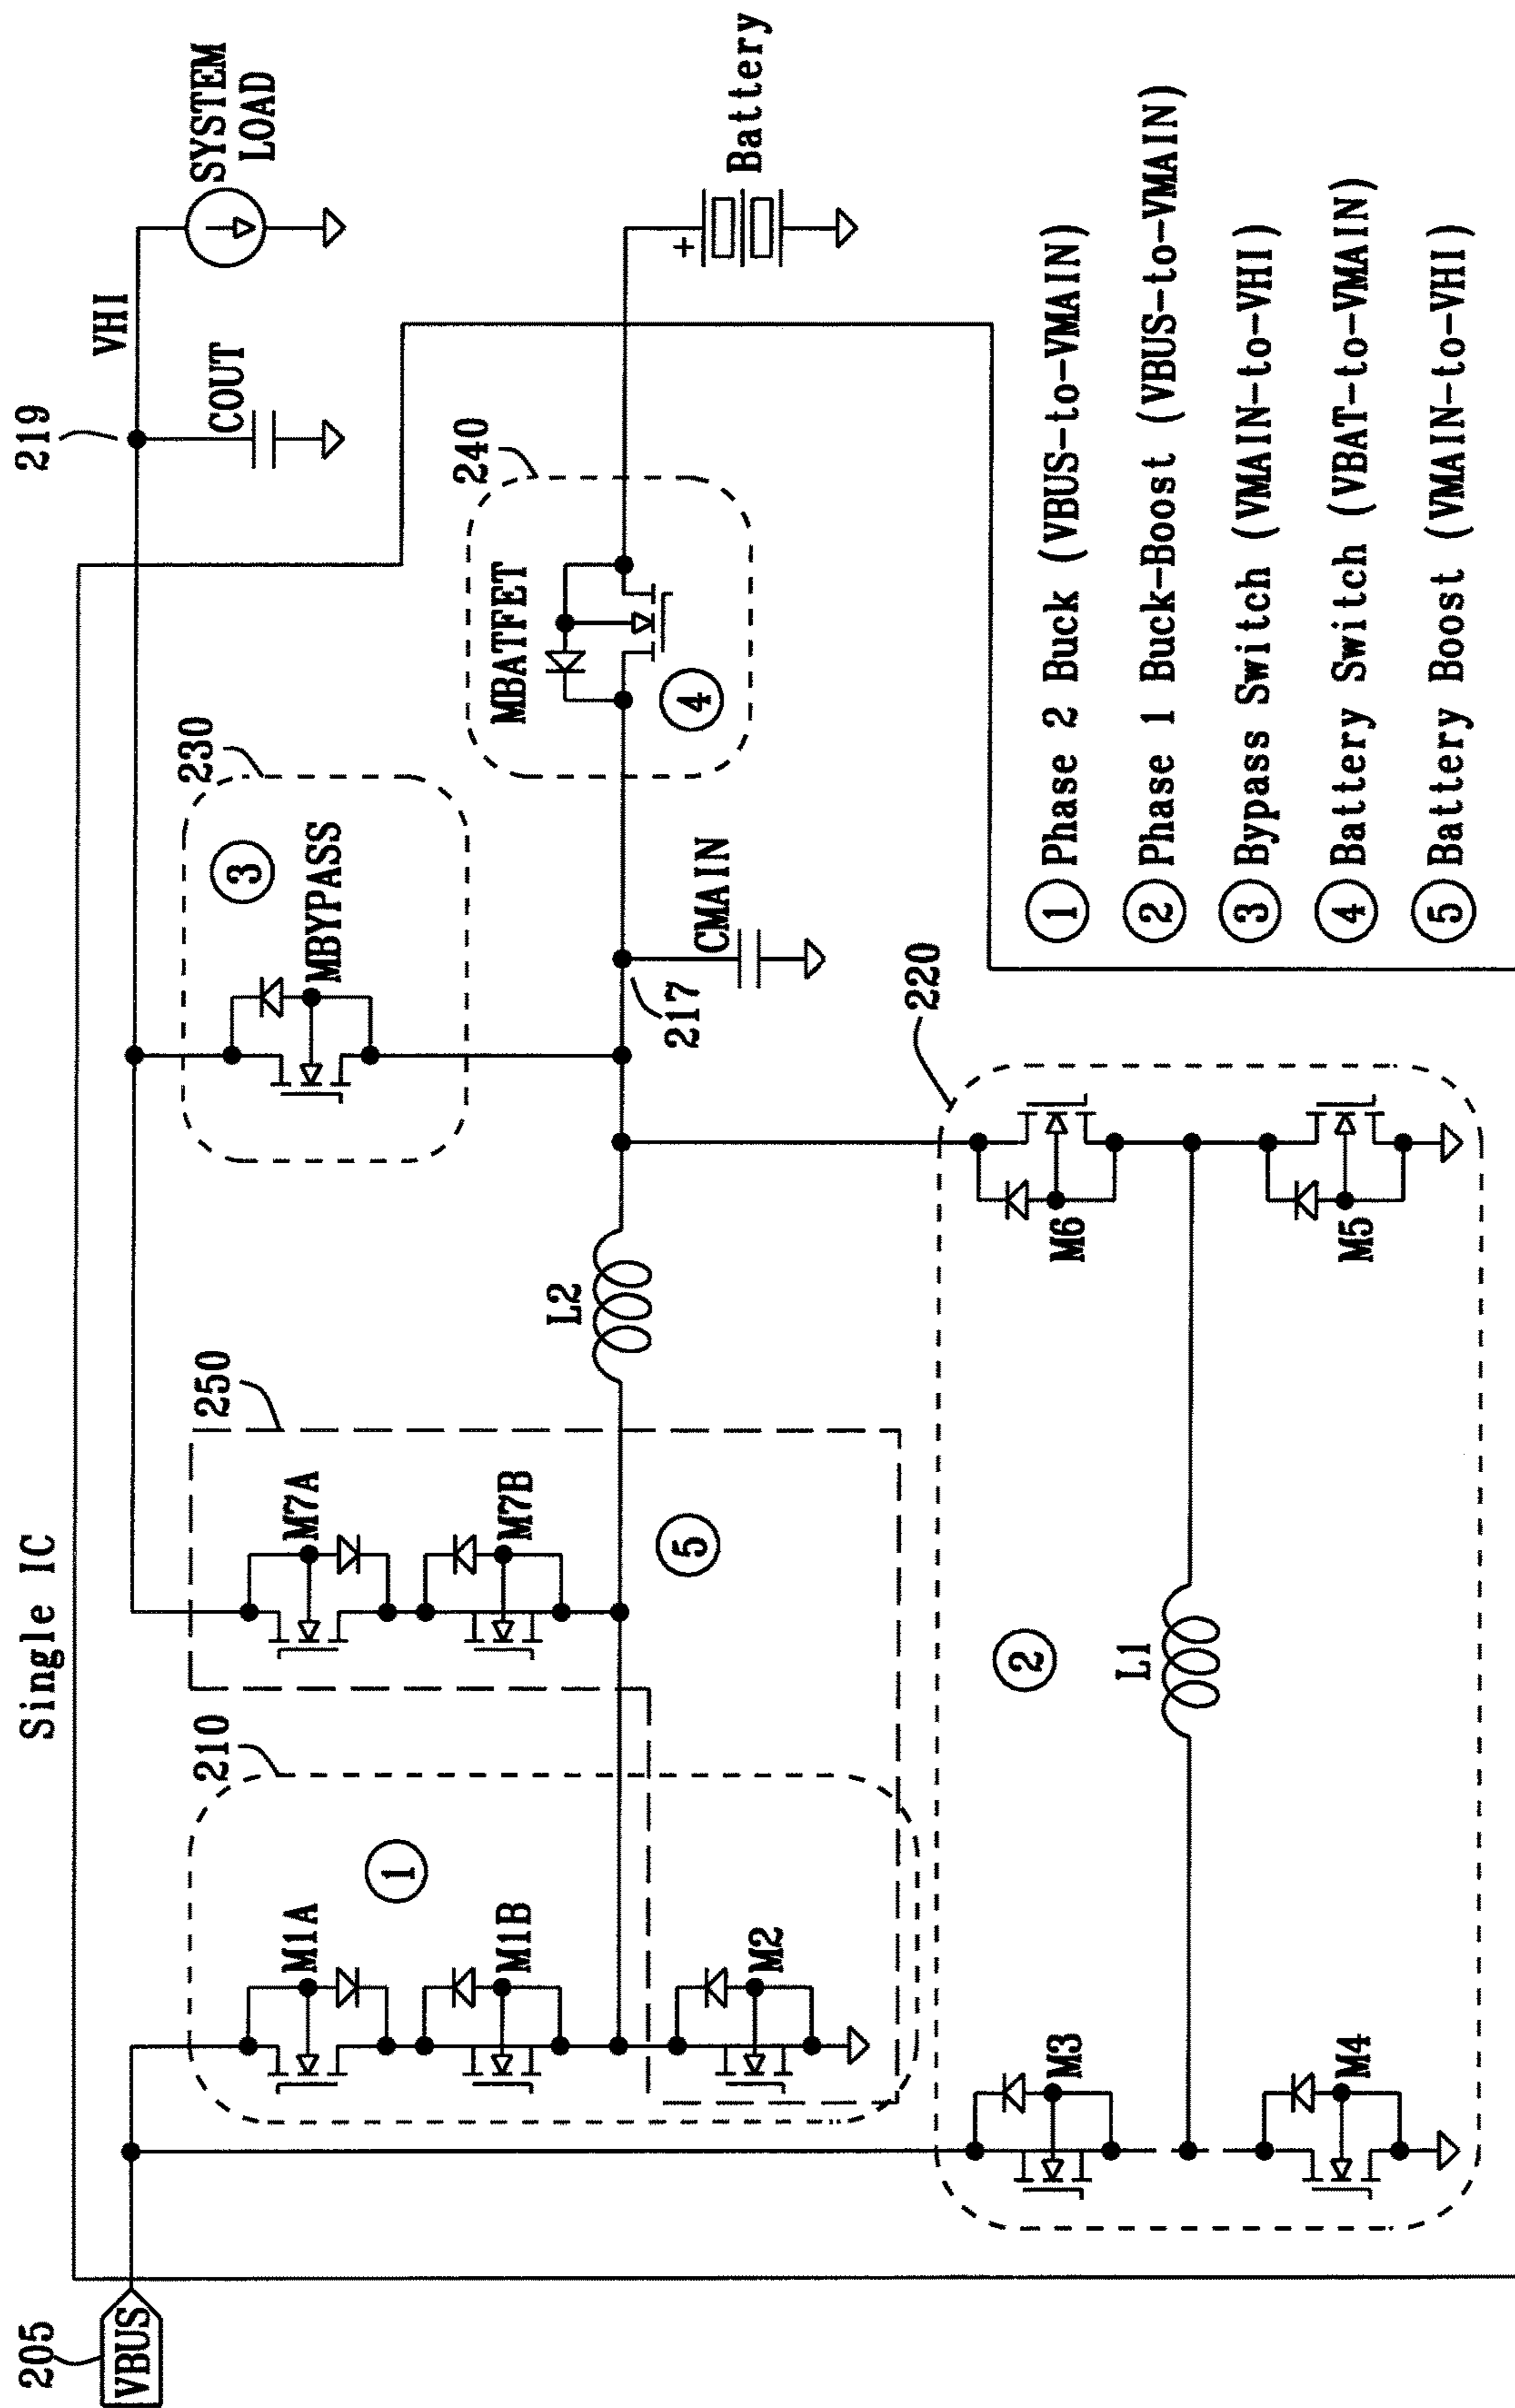 Single IC
205
VBUS
210
1
M1A
M1B
M2
250
M7A
M7B
5
L2
230
3
MBYPASS
217
CMAIN
240
MBATFET
4
219
VHI
COUT
SYSTEM
LOAD
+
Battery
220
2
M3
M4
L1
M6
M5
1 Phase 2 Buck (VBUS-to-VMAIN)
2 Phase 1 Buck-Boost (VBUS-to-VMAIN)
3 Bypass Switch (VMAIN-to-VHI)
4 Battery Switch (VBAT-to-VMAIN)
5 Battery Boost (VMAIN-to-VHI)